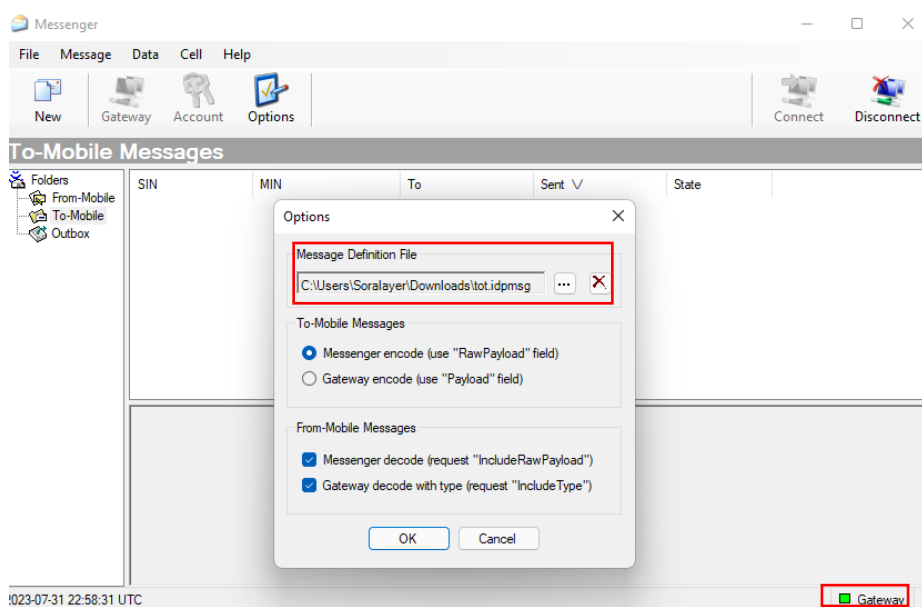 Messenger
File Message Data Cell Help
New Gateway Account Options Connect Disconnect
To-Mobile Messages
Folders
From-Mobile
To-Mobile
Outbox
SIN MIN To Sent State
Options
Message Definition File
C:\Users\Soralayer\Downloads\tot.idpmsg ...
To-Mobile Messages
Messenger encode (use "RawPayload" field)
Gateway encode (use "Payload" field)
From-Mobile Messages
Messenger decode (request "IncludeRawPayload")
Gateway decode with type (request "IncludeType")
OK Cancel
2023-07-31 22:58:31 UTC Gateway